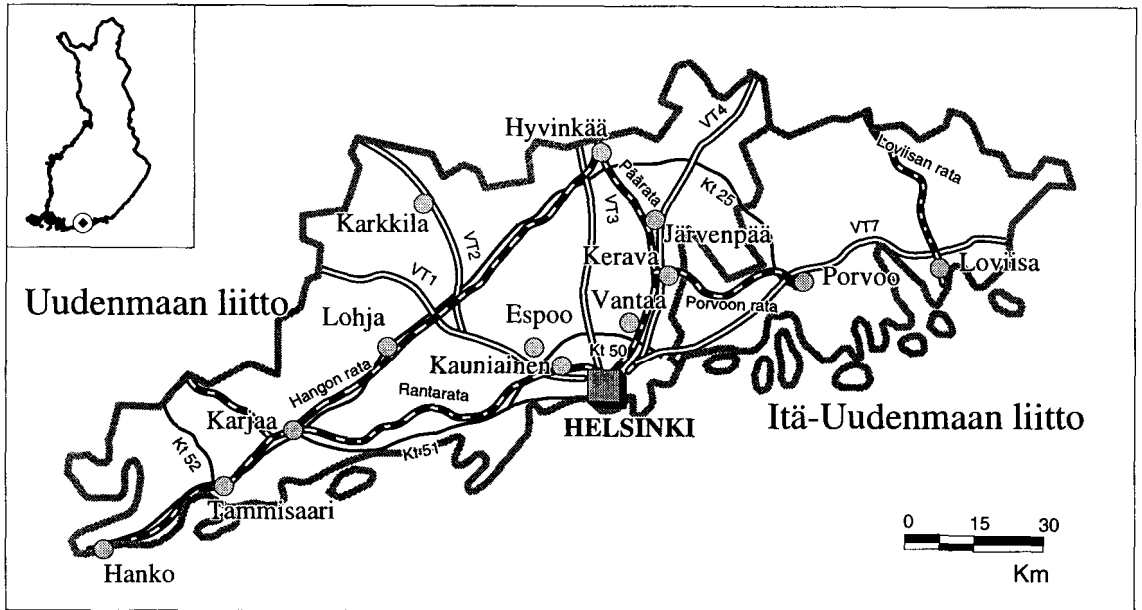 VT4
Hyvinkää
Loviisan rata
Päärata
Kt 25
Karkkila
VT3
Järvenpää
VT7
VT2
Kerava
Loviisa
VT1
Porvoo
Uudenmaan liitto
Vantaa
Porvoon rata
Lohja
Espoo
Kt 50
Kauniainen
Hangon rata
Rantarata
Karjaa
HELSINKI
Itä-Uudenmaan liitto
Kt 51
Kt 52
Tammisaari
0 15 30
Km
Hanko